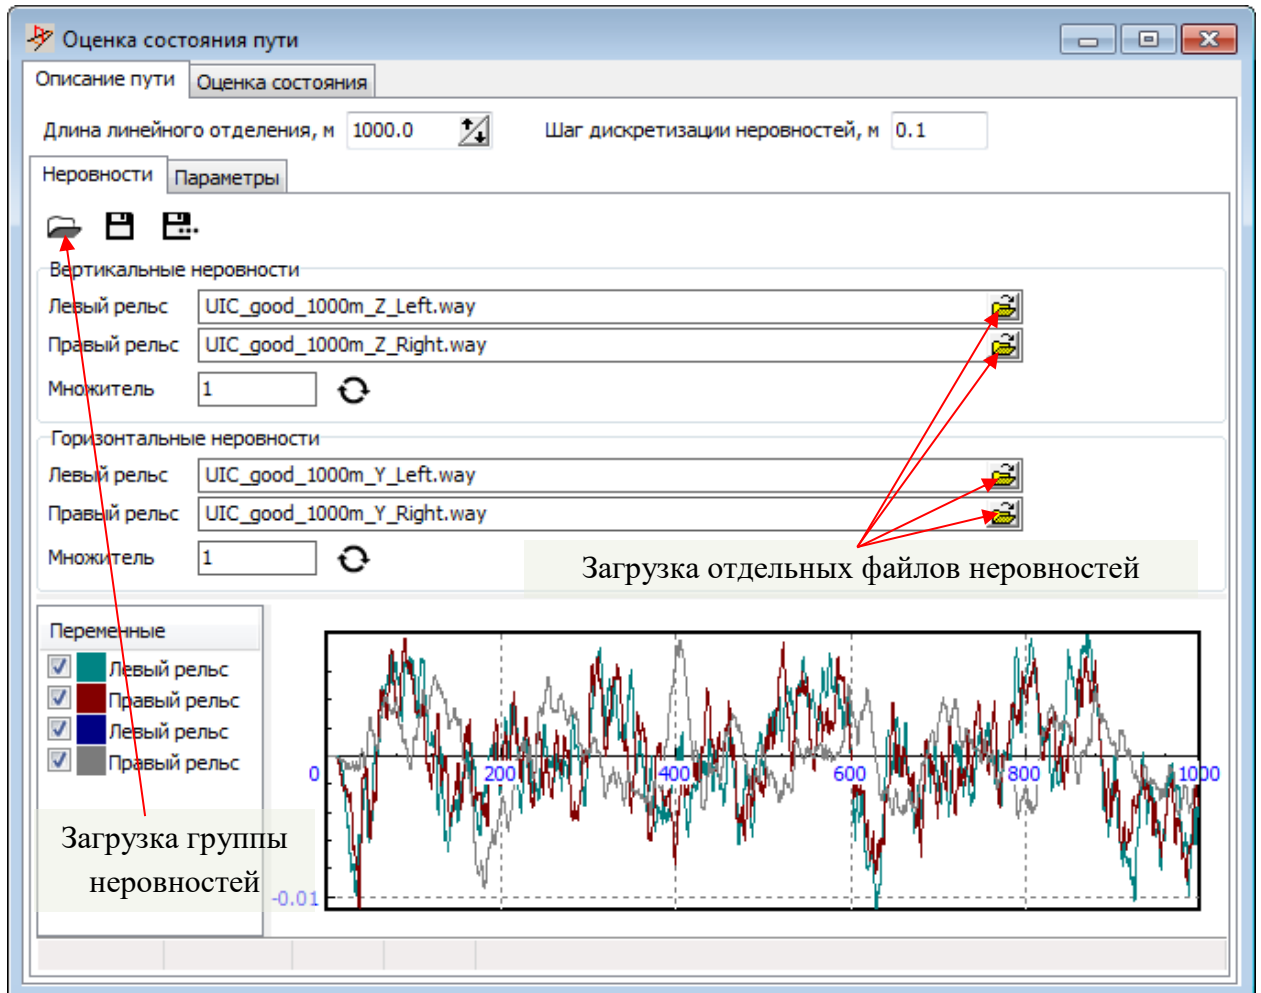 Оценка состояния пути
Описание пути Оценка состояния
Длина линейного отделения, м 1000.0 Шаг дискретизации неровностей, м 0.1
Неровности Параметры
Вертикальные неровности
Левый рельс UIC_good_1000m_Z_Left.way
Правый рельс UIC_good_1000m_Z_Right.way
Множитель 1
Горизонтальные неровности
Левый рельс UIC_good_1000m_Y_Left.way
Правый рельс UIC_good_1000m_Y_Right.way
Множитель 1
Загрузка отдельных файлов неровностей
Переменные
Левый рельс
Правый рельс
Левый рельс
Правый рельс
0 200 400 600 800 1000
-0.01
Загрузка группы
неровностей